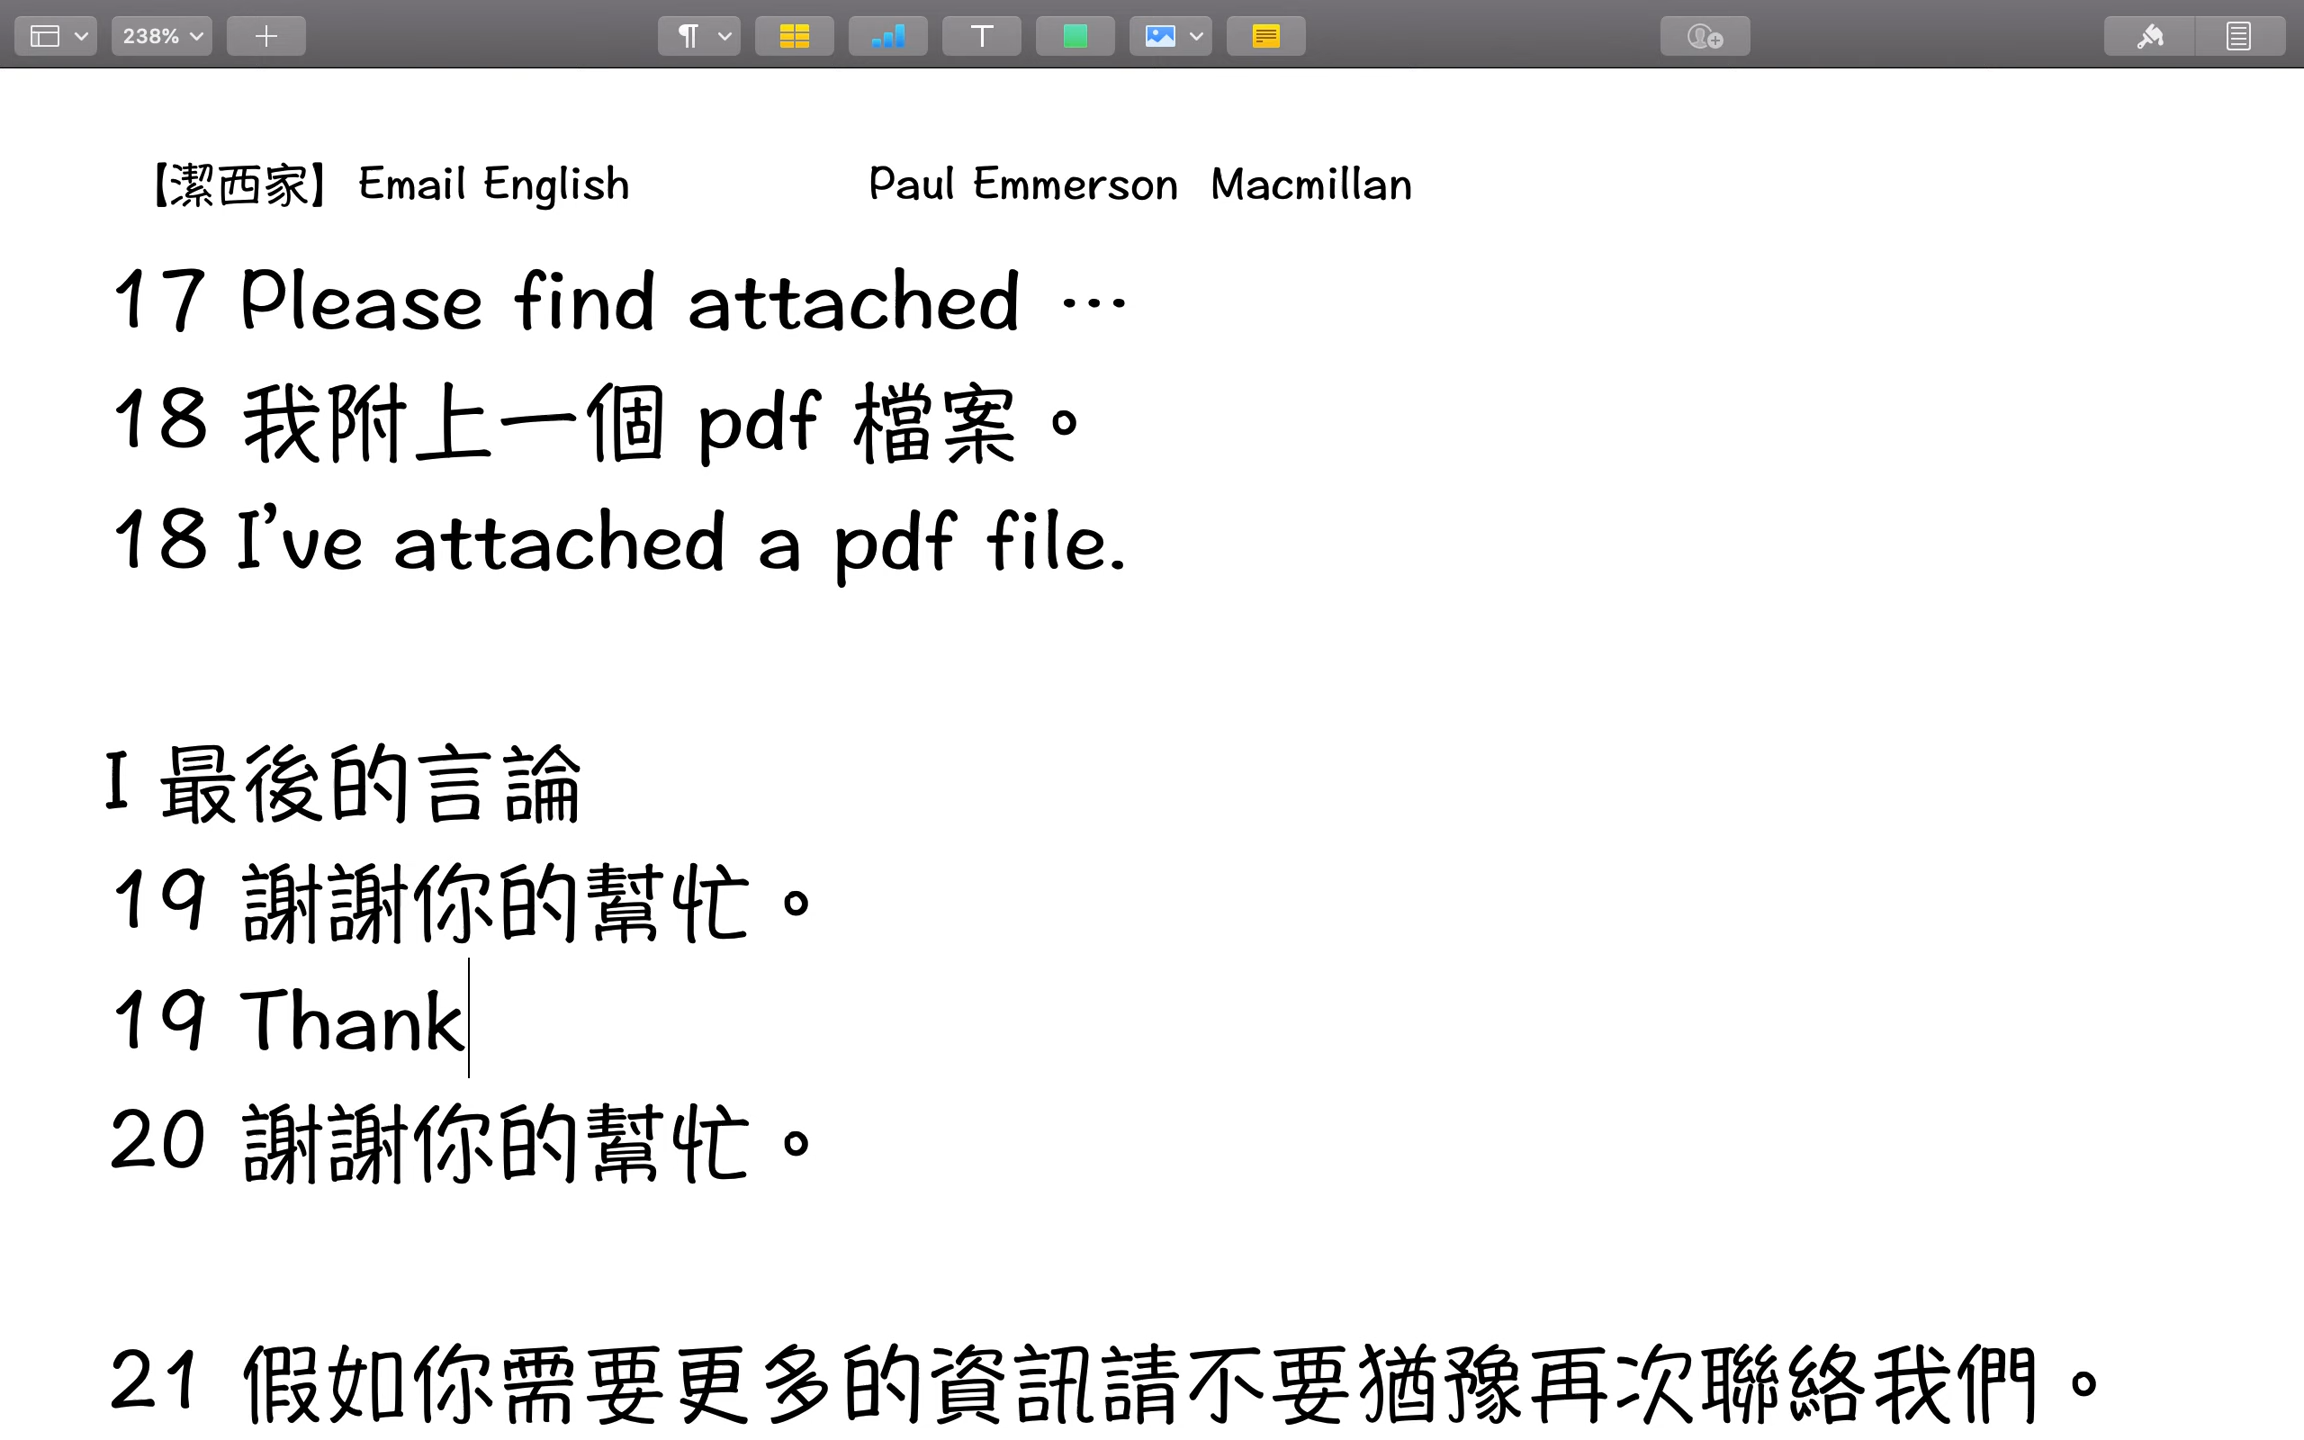 238%
【潔西家】 Email English Paul Emmerson Macmillan
17 Please find attached …
18 我附上一個 pdf 檔案。
18 I’ve attached a pdf file.
I 最後的言論
19 謝謝你的幫忙。
19 Thank
20 謝謝你的幫忙。
21 假如你需要更多的資訊請不要猶豫再次聯絡我們。